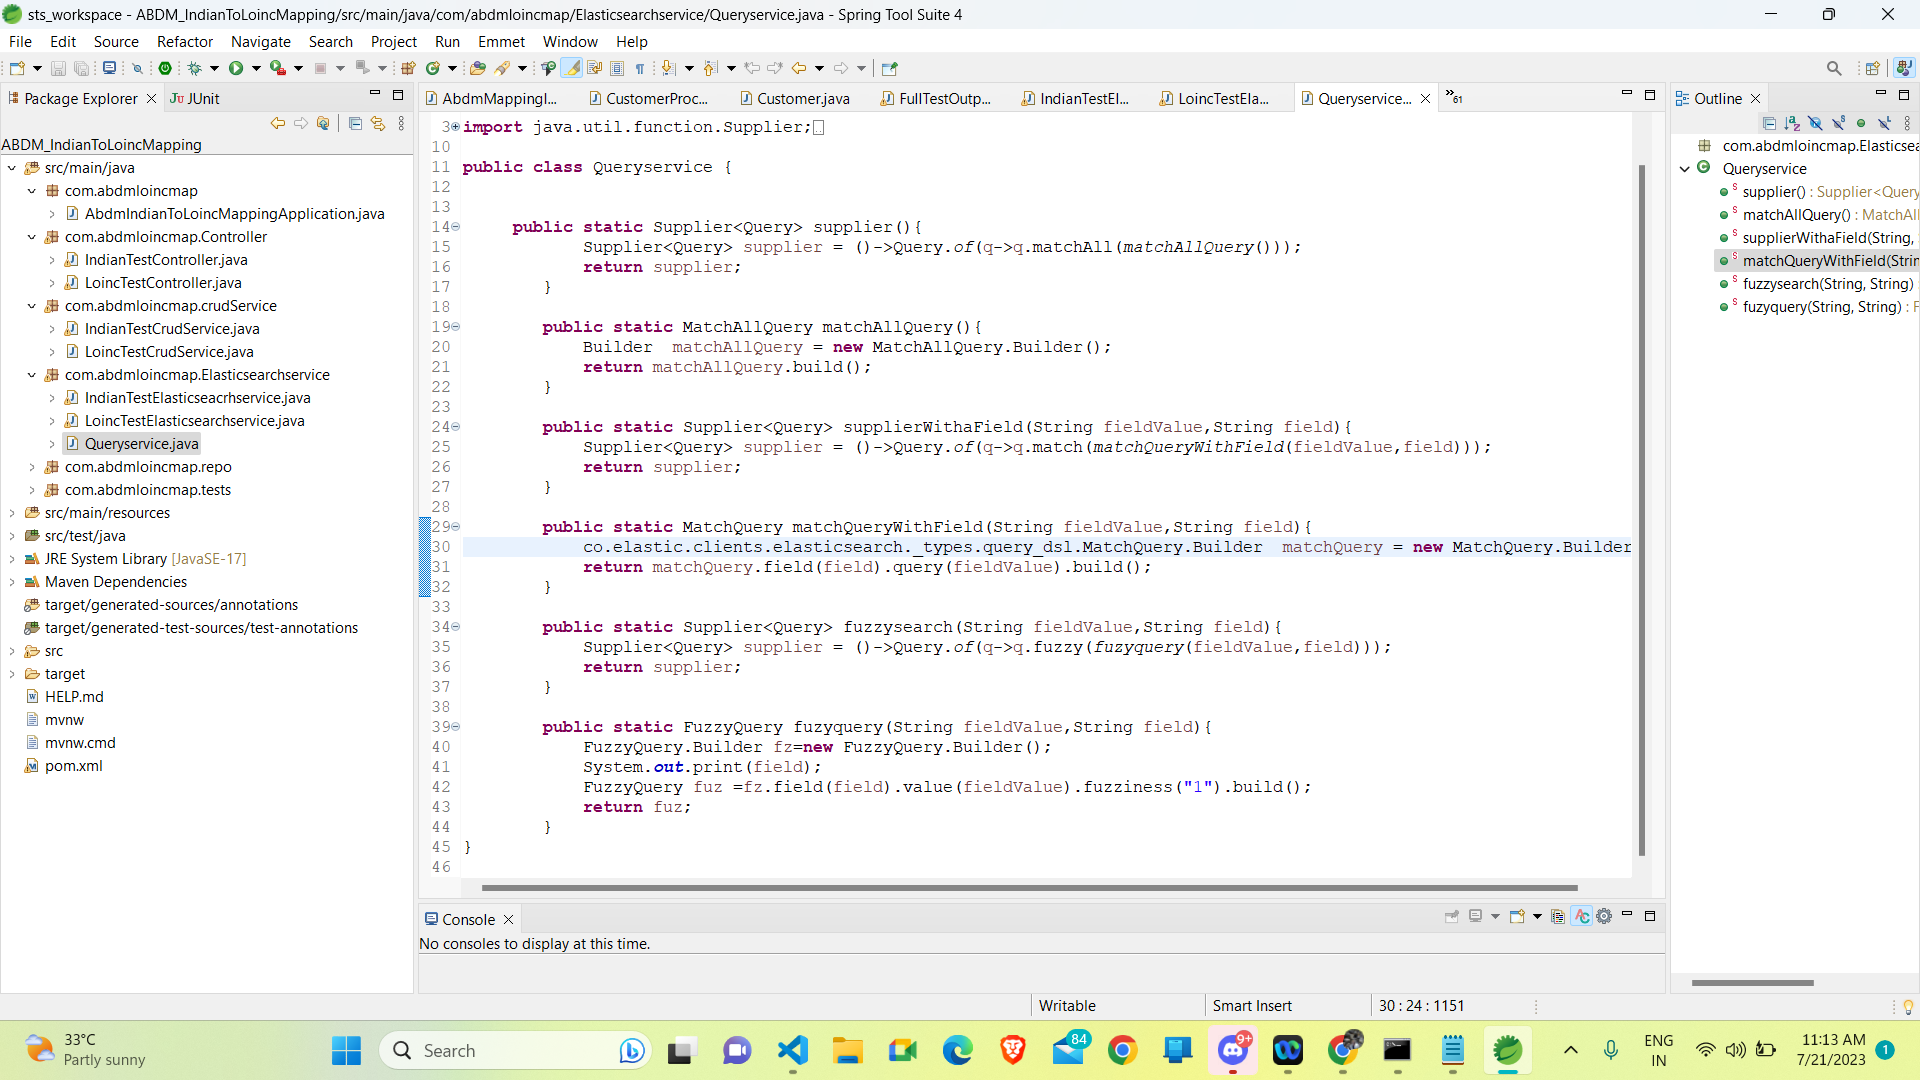 sts_workspace - ABDM_IndianToLoincMapping/src/main/java/com/abdmloincmap/Elasticsearchservice/Queryservice.java - Spring Tool Suite 4
File Edit Source Refactor Navigate Search Project Run Emmet Window Help
Package Explorer
JUnit
ABDM_IndianToLoincMapping
src/main/java
com.abdmloincmap
AbdmIndianToLoincMappingApplication.java
com.abdmloincmap.Controller
IndianTestController.java
LoincTestController.java
com.abdmloincmap.crudService
IndianTestCrudService.java
LoincTestCrudService.java
com.abdmloincmap.Elasticsearchservice
IndianTestElasticseacrhservice.java
LoincTestElasticsearchservice.java
Queryservice.java
com.abdmloincmap.repo
com.abdmloincmap.tests
src/main/resources
src/test/java
JRE System Library [JavaSE-17]
Maven Dependencies
target/generated-sources/annotations
target/generated-test-sources/test-annotations
src
target
HELP.md
mvnw
mvnw.cmd
pom.xml
AbdmMappingI... CustomerProc... Customer.java FullTestOutp... IndianTestEl... LoincTestEla... Queryservice... »61
3 import java.util.function.Supplier;
10
11 public class Queryservice {
12
13
14 public static Supplier<Query> supplier(){
15 Supplier<Query> supplier = ()->Query.of(q->q.matchAll(matchAllQuery()));
16 return supplier;
17 }
18
19 public static MatchAllQuery matchAllQuery(){
20 Builder  matchAllQuery = new MatchAllQuery.Builder();
21 return matchAllQuery.build();
22 }
23
24 public static Supplier<Query> supplierWithaField(String fieldValue,String field){
25 Supplier<Query> supplier = ()->Query.of(q->q.match(matchQueryWithField(fieldValue,field)));
26 return supplier;
27 }
28
29 public static MatchQuery matchQueryWithField(String fieldValue,String field){
30 co.elastic.clients.elasticsearch._types.query_dsl.MatchQuery.Builder  matchQuery = new MatchQuery.Builder
31 return matchQuery.field(field).query(fieldValue).build();
32 }
33
34 public static Supplier<Query> fuzzysearch(String fieldValue,String field){
35 Supplier<Query> supplier = ()->Query.of(q->q.fuzzy(fuzyquery(fieldValue,field)));
36 return supplier;
37 }
38
39 public static FuzzyQuery fuzyquery(String fieldValue,String field){
40 FuzzyQuery.Builder fz=new FuzzyQuery.Builder();
41 System.out.print(field);
42 FuzzyQuery fuz =fz.field(field).value(fieldValue).fuzziness("1").build();
43 return fuz;
44 }
45 }
46
Console
No consoles to display at this time.
Outline
com.abdmloincmap.Elasticsea
Queryservice
supplier() : Supplier<Query
matchAllQuery() : MatchAl
supplierWithaField(String,
matchQueryWithField(Strin
fuzzysearch(String, String)
fuzyquery(String, String) : F
Writable Smart Insert 30 : 24 : 1151
33°C
Partly sunny
Search
84
9+
ENG
IN
11:13 AM
7/21/2023
1